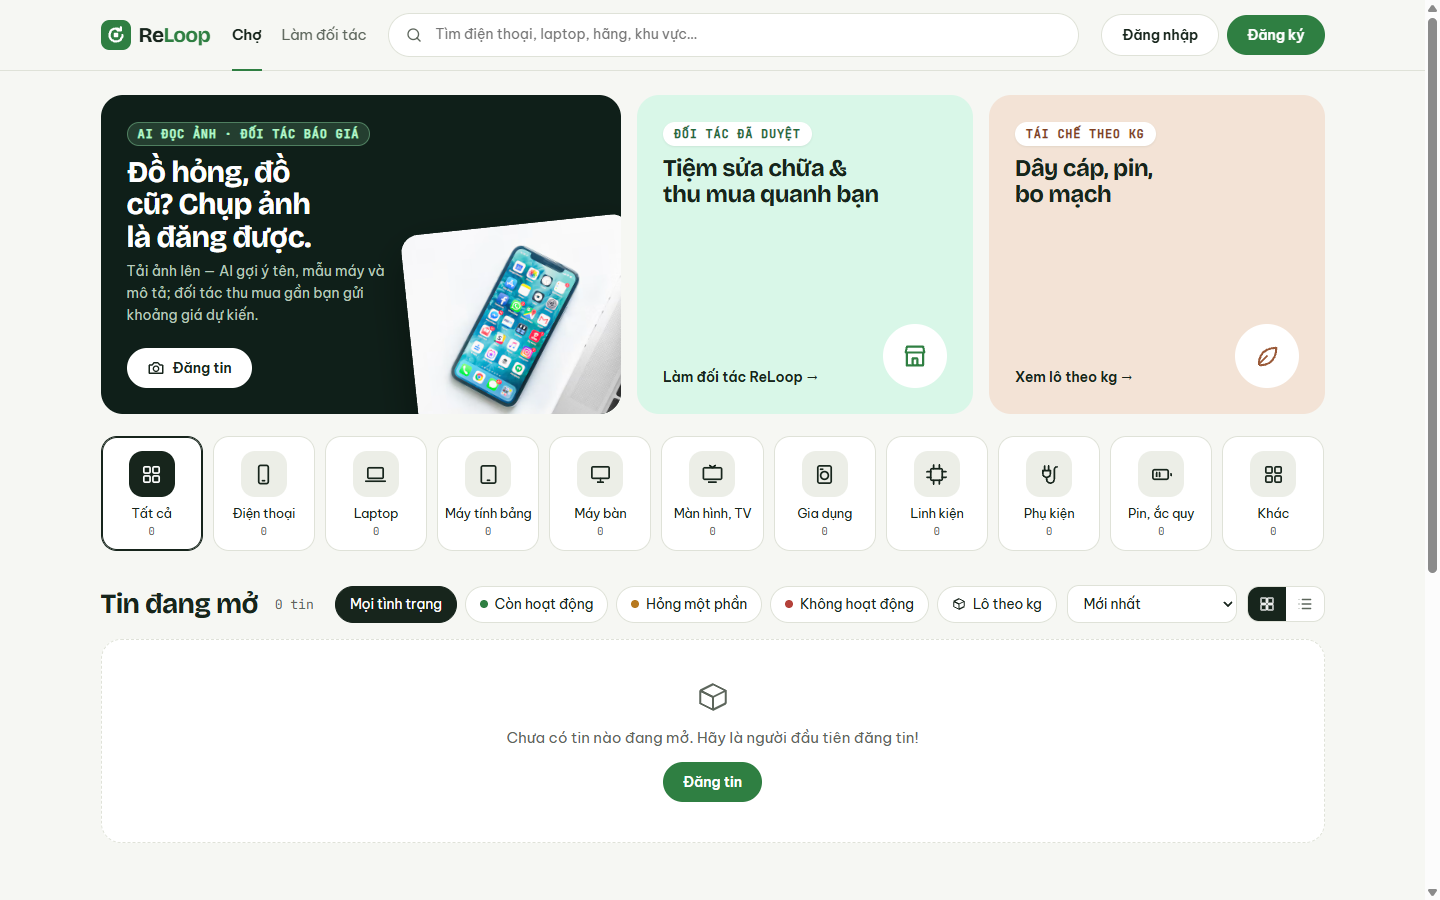 ReLoop
Chợ
Làm đối tác
Tìm điện thoại, laptop, hãng, khu vực...
Đăng nhập
Đăng ký
AI ĐỌC ẢNH · ĐỐI TÁC BÁO GIÁ
Đồ hỏng, đồ
cũ? Chụp ảnh
là đăng được.
Tải ảnh lên — AI gợi ý tên, mẫu máy và
mô tả; đối tác thu mua gần bạn gửi
khoảng giá dự kiến.
Đăng tin
ĐỐI TÁC ĐÃ DUYỆT
Tiệm sửa chữa &
thu mua quanh bạn
Làm đối tác ReLoop →
TÁI CHẾ THEO KG
Dây cáp, pin,
bo mạch
Xem lô theo kg →
Tất cả
0
Điện thoại
0
Laptop
0
Máy tính bảng
0
Máy bàn
0
Màn hình, TV
0
Gia dụng
0
Linh kiện
0
Phụ kiện
0
Pin, ắc quy
0
Khác
0
Tin đang mở
0 tin
Mọi tình trạng
Còn hoạt động
Hỏng một phần
Không hoạt động
Lô theo kg
Mới nhất
Chưa có tin nào đang mở. Hãy là người đầu tiên đăng tin!
Đăng tin